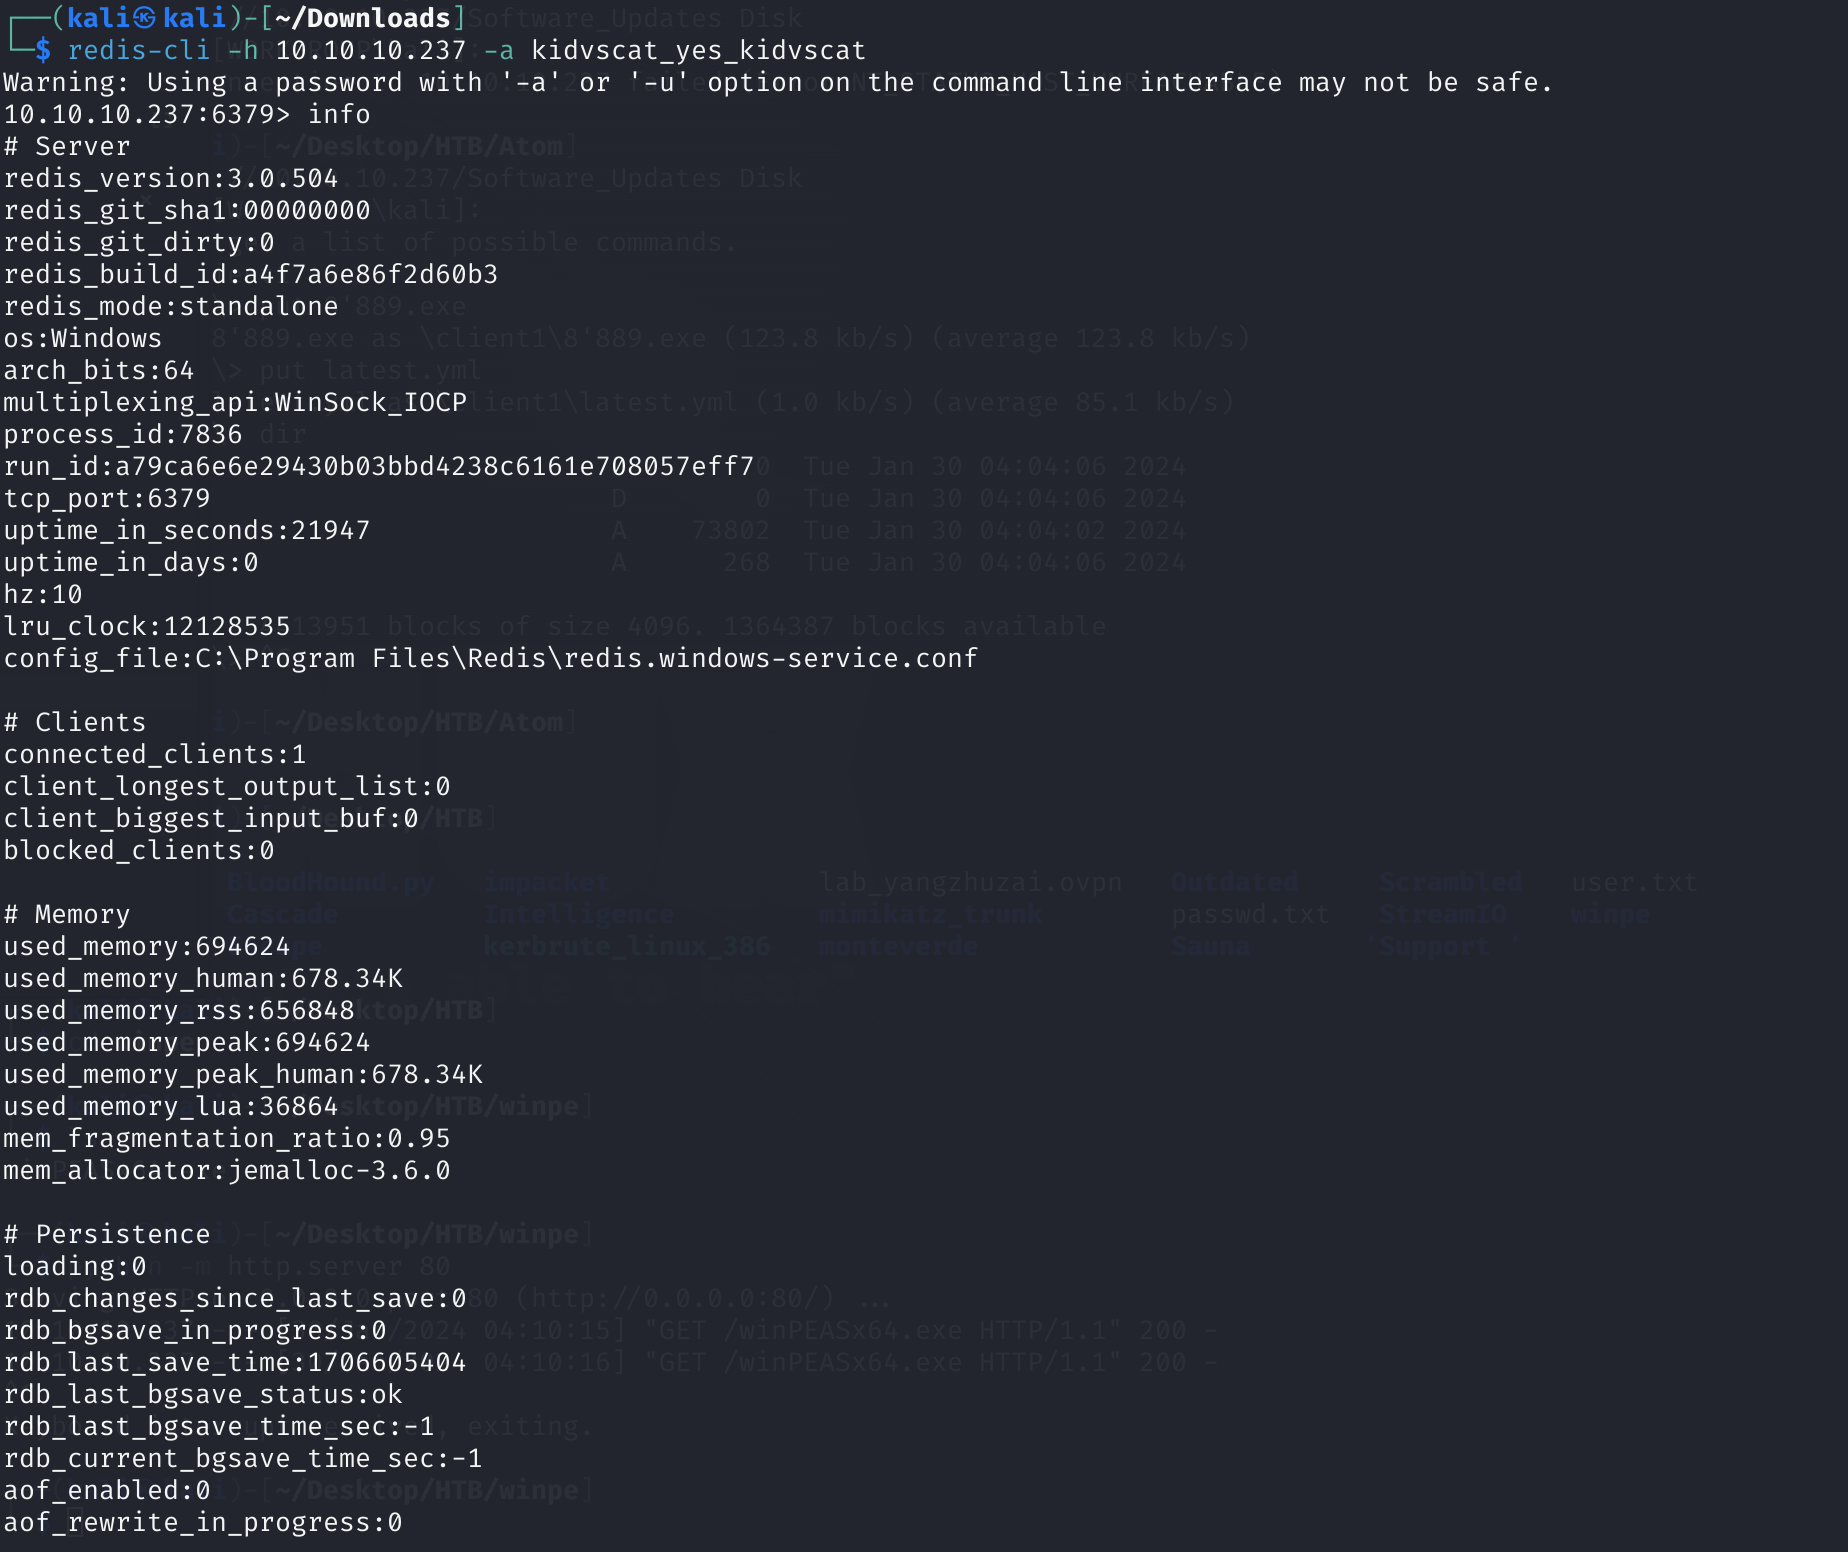 ┌──(kali㉿kali)-[~/Downloads]
└─$ redis-cli -h 10.10.10.237 -a kidvscat_yes_kidvscat
Warning: Using a password with '-a' or '-u' option on the command line interface may not be safe.
10.10.10.237:6379> info
# Server
redis_version:3.0.504
redis_git_sha1:00000000
redis_git_dirty:0
redis_build_id:a4f7a6e86f2d60b3
redis_mode:standalone
os:Windows
arch_bits:64
multiplexing_api:WinSock_IOCP
process_id:7836
run_id:a79ca6e6e29430b03bbd4238c6161e708057eff7
tcp_port:6379
uptime_in_seconds:21947
uptime_in_days:0
hz:10
lru_clock:12128535
config_file:C:\Program Files\Redis\redis.windows-service.conf

# Clients
connected_clients:1
client_longest_output_list:0
client_biggest_input_buf:0
blocked_clients:0

# Memory
used_memory:694624
used_memory_human:678.34K
used_memory_rss:656848
used_memory_peak:694624
used_memory_peak_human:678.34K
used_memory_lua:36864
mem_fragmentation_ratio:0.95
mem_allocator:jemalloc-3.6.0

# Persistence
loading:0
rdb_changes_since_last_save:0
rdb_bgsave_in_progress:0
rdb_last_save_time:1706605404
rdb_last_bgsave_status:ok
rdb_last_bgsave_time_sec:-1
rdb_current_bgsave_time_sec:-1
aof_enabled:0
aof_rewrite_in_progress:0